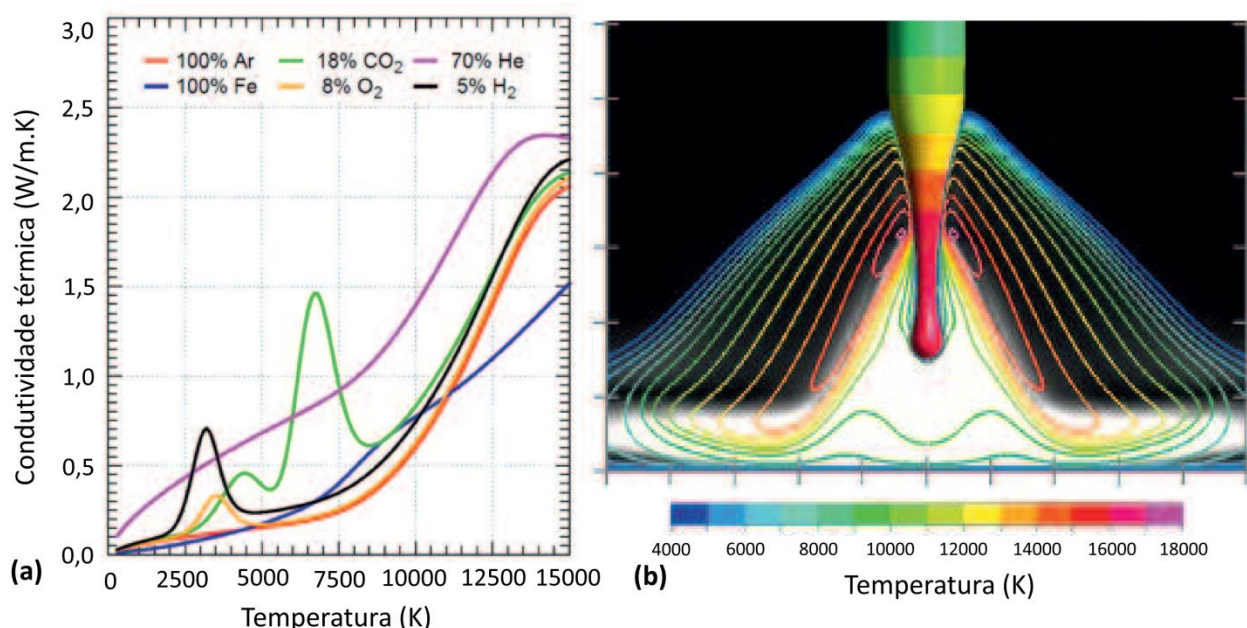 Condutividade térmica (W/m.K)
3,0
2,5
2,0
1,5
1,0
0,5
0,0
100% Ar 18% CO₂ 70% He
100% Fe 8% O₂ 5% H₂
0 2500 5000 7500 10000 12500 15000
Temperatura (K)
(a)
4000 6000 8000 10000 12000 14000 16000 18000
Temperatura (K)
(b)